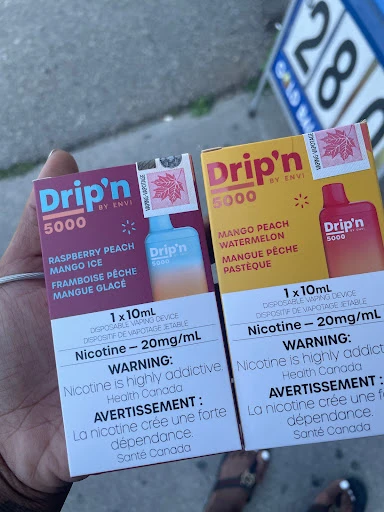 Drip'n
BY ENVI
5000
RASPBERRY PEACH
MANGO ICE
FRAMBOISE PÊCHE
MANGUE GLACÉ
VAPING·VAPOTAGE
Drip'n
5000
1 x 10mL
DISPOSABLE VAPING DEVICE
DISPOSITIF DE VAPOTAGE JETABLE
Nicotine – 20mg/mL
WARNING:
Nicotine is highly addictive.
Health Canada
AVERTISSEMENT :
La nicotine crée une forte
dépendance.
Santé Canada
Drip'n
BY ENVI
5000
MANGO PEACH
WATERMELON
MANGUE PÊCHE
PASTÈQUE
Drip'n
5000
1 x 10mL
DISPOSABLE VAPING DEVICE
DISPOSITIF DE VAPOTAGE JETABLE
Nicotine – 20mg/mL
WARNING:
Nicotine is highly addictive.
Health Canada
AVERTISSEMENT :
La nicotine crée une forte
dépendance.
Santé Canada
28